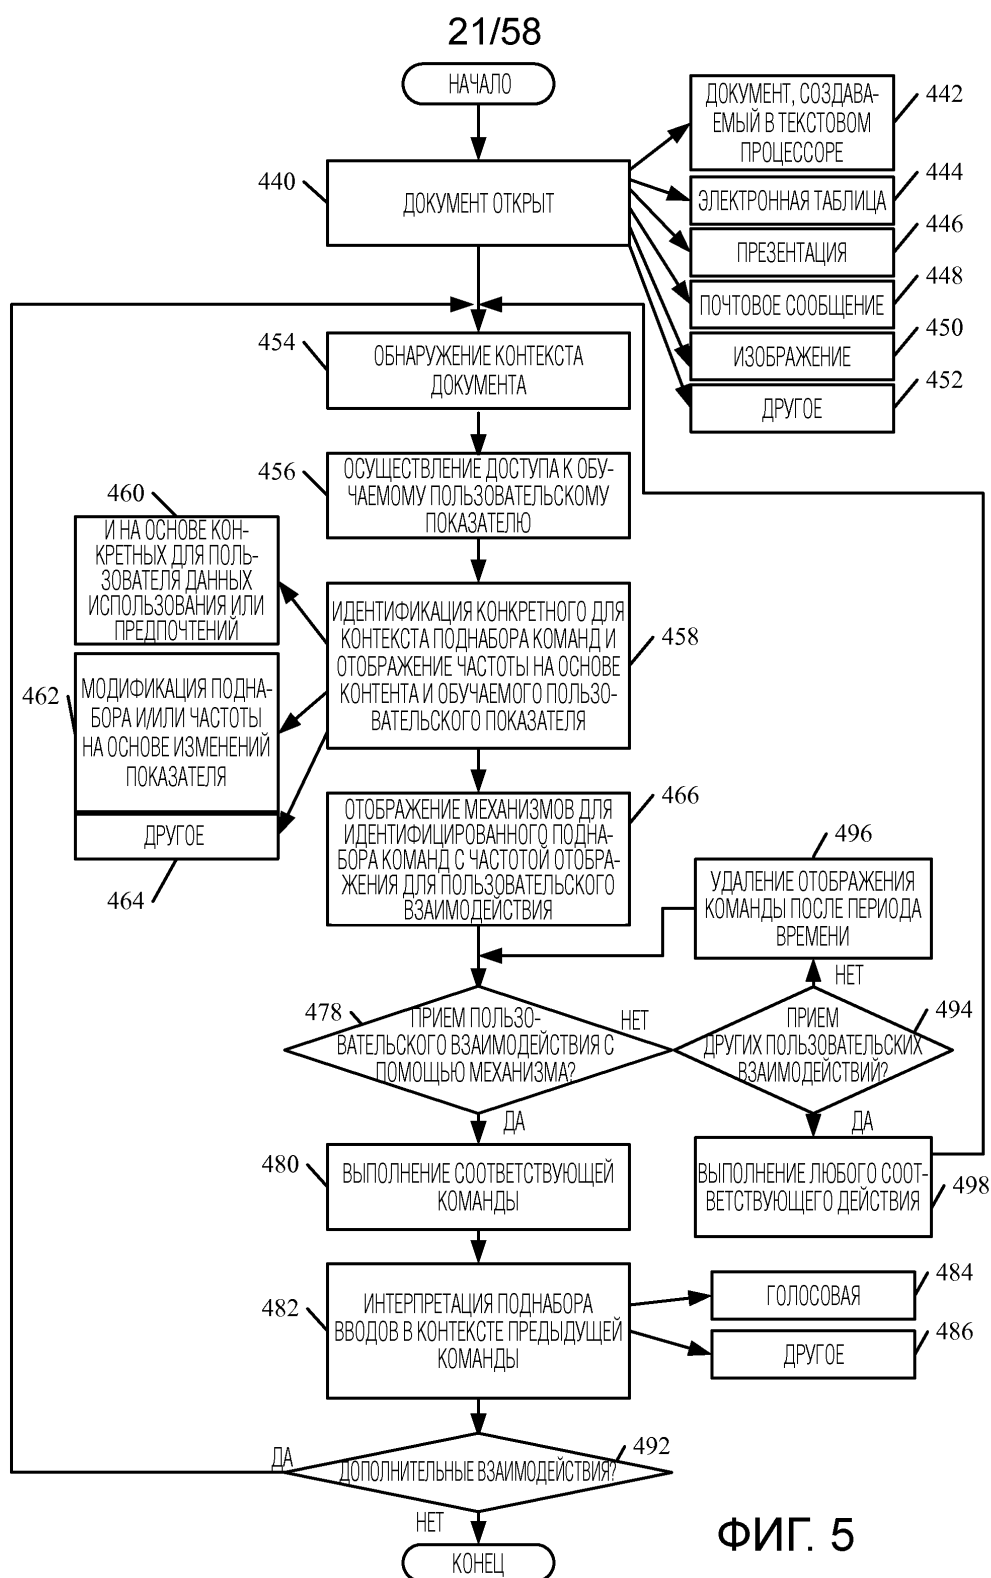 21/58
НАЧАЛО
ДОКУМЕНТ, СОЗДАВА-
ЕМЫЙ В ТЕКСТОВОМ
ПРОЦЕССОРЕ
442
440
ДОКУМЕНТ ОТКРЫТ
ЭЛЕКТРОННАЯ ТАБЛИЦА
444
ПРЕЗЕНТАЦИЯ
446
ПОЧТОВОЕ СООБЩЕНИЕ
448
ИЗОБРАЖЕНИЕ
450
ДРУГОЕ
452
454
ОБНАРУЖЕНИЕ КОНТЕКСТА
ДОКУМЕНТА
456
ОСУЩЕСТВЛЕНИЕ ДОСТУПА К ОБУ-
ЧАЕМОМУ ПОЛЬЗОВАТЕЛЬСКОМУ
ПОКАЗАТЕЛЮ
460
И НА ОСНОВЕ КОН-
КРЕТНЫХ ДЛЯ ПОЛЬ-
ЗОВАТЕЛЯ ДАННЫХ
ИСПОЛЬЗОВАНИЯ ИЛИ
ПРЕДПОЧТЕНИЙ
ИДЕНТИФИКАЦИЯ КОНКРЕТНОГО ДЛЯ
КОНТЕКСТА ПОДНАБОРА КОМАНД И
ОТОБРАЖЕНИЕ ЧАСТОТЫ НА ОСНОВЕ
КОНТЕНТА И ОБУЧАЕМОГО ПОЛЬЗО-
ВАТЕЛЬСКОГО ПОКАЗАТЕЛЯ
458
462
МОДИФИКАЦИЯ ПОДНА-
БОРА И/ИЛИ ЧАСТОТЫ
НА ОСНОВЕ ИЗМЕНЕНИЙ
ПОКАЗАТЕЛЯ
ДРУГОЕ
464
ОТОБРАЖЕНИЕ МЕХАНИЗМОВ ДЛЯ
ИДЕНТИФИЦИРОВАННОГО ПОДНА-
БОРА КОМАНД С ЧАСТОТОЙ ОТОБРА-
ЖЕНИЯ ДЛЯ ПОЛЬЗОВАТЕЛЬСКОГО
ВЗАИМОДЕЙСТВИЯ
466
496
УДАЛЕНИЕ ОТОБРАЖЕНИЯ
КОМАНДЫ ПОСЛЕ ПЕРИОДА
ВРЕМЕНИ
НЕТ
478
ПРИЕМ ПОЛЬЗО-
ВАТЕЛЬСКОГО ВЗАИМОДЕЙСТВИЯ С
ПОМОЩЬЮ МЕХАНИЗМА?
НЕТ
ПРИЕМ
ДРУГИХ ПОЛЬЗОВАТЕЛЬСКИХ
ВЗАИМОДЕЙСТВИЙ?
494
ДА
ДА
480
ВЫПОЛНЕНИЕ СООТВЕТСТВУЮЩЕЙ
КОМАНДЫ
ВЫПОЛНЕНИЕ ЛЮБОГО СООТ-
ВЕТСТВУЮЩЕГО ДЕЙСТВИЯ
498
482
ИНТЕРПРЕТАЦИЯ ПОДНАБОРА
ВВОДОВ В КОНТЕКСТЕ ПРЕДЫДУЩЕЙ
КОМАНДЫ
ГОЛОСОВАЯ
484
ДРУГОЕ
486
ДА
ДОПОЛНИТЕЛЬНЫЕ ВЗАИМОДЕЙСТВИЯ?
492
НЕТ
КОНЕЦ
ФИГ. 5